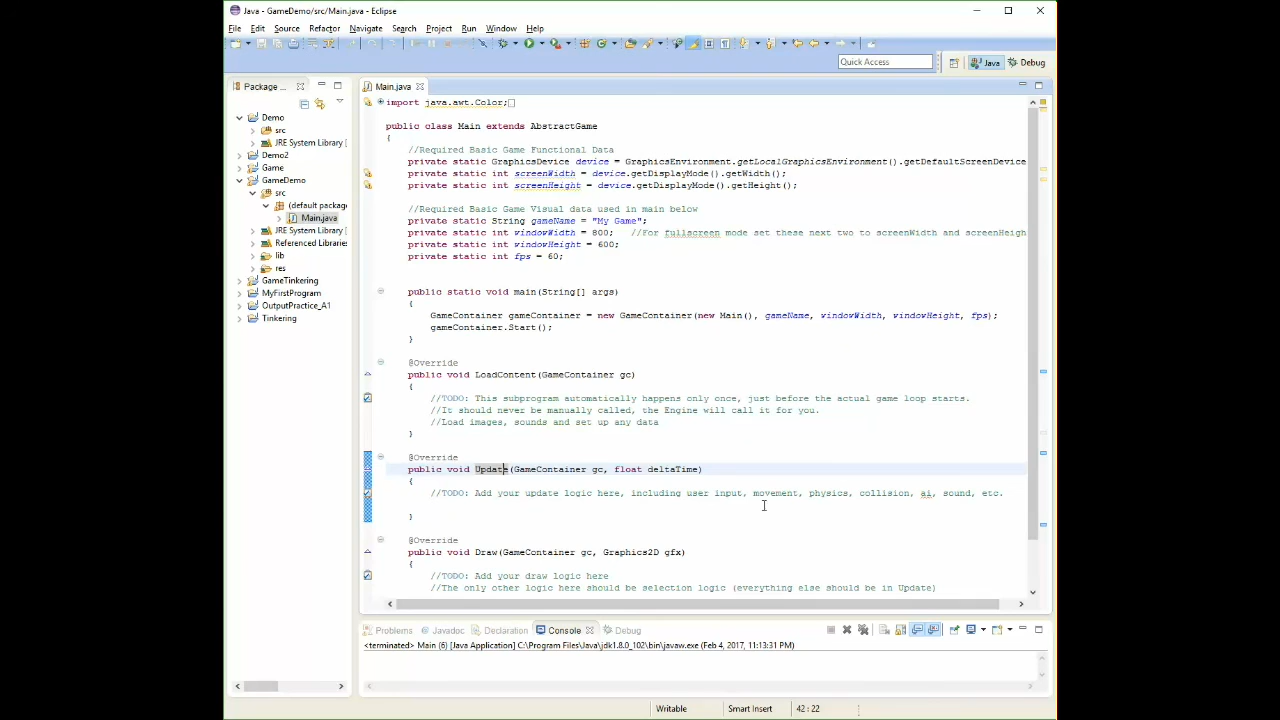 Java - GameDemo/src/Main.java - Eclipse
File Edit Source Refactor Navigate Search Project Run Window Help
Quick Access
Java
Debug
Package ...
Demo
src
JRE System Library [
Demo2
Game
GameDemo
src
(default package
Main.java
JRE System Library [
Referenced Librarie
lib
res
GameTinkering
MyFirstProgram
OutputPractice_A1
Tinkering
Main.java
import java.awt.Color;
public class Main extends AbstractGame
{
//Required Basic Game Functional Data
private static GraphicsDevice device = GraphicsEnvironment.getLocalGraphicsEnvironment().getDefaultScreenDevice
private static int screenWidth = device.getDisplayMode().getWidth();
private static int screenHeight = device.getDisplayMode().getHeight();
//Required Basic Game Visual data used in main below
private static String gameName = "My Game";
private static int windowWidth = 800; //For fullscreen mode set these next two to screenWidth and screenHeigh
private static int windowHeight = 600;
private static int fps = 60;
public static void main(String[] args)
{
GameContainer gameContainer = new GameContainer(new Main(), gameName, windowWidth, windowHeight, fps);
gameContainer.Start();
}
@Override
public void LoadContent(GameContainer gc)
{
//TODO: This subprogram automatically happens only once, just before the actual game loop starts.
//It should never be manually called, the Engine will call it for you.
//Load images, sounds and set up any data
}
@Override
public void Update(GameContainer gc, float deltaTime)
{
//TODO: Add your update logic here, including user input, movement, physics, collision, ai, sound, etc.
}
@Override
public void Draw(GameContainer gc, Graphics2D gfx)
{
//TODO: Add your draw logic here
//The only other logic here should be selection logic (everything else should be in Update)
Problems Javadoc Declaration Console Debug
<terminated> Main (6) [Java Application] C:\Program Files\Java\jdk1.8.0_102\bin\javaw.exe (Feb 4, 2017, 11:13:31 PM)
Writable Smart Insert 42 : 22